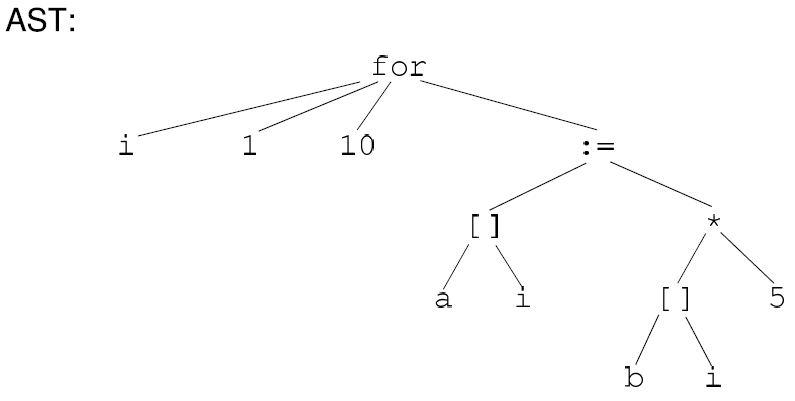 AST:
for
i 1 10 :=
[] *
a i [] 5
b i